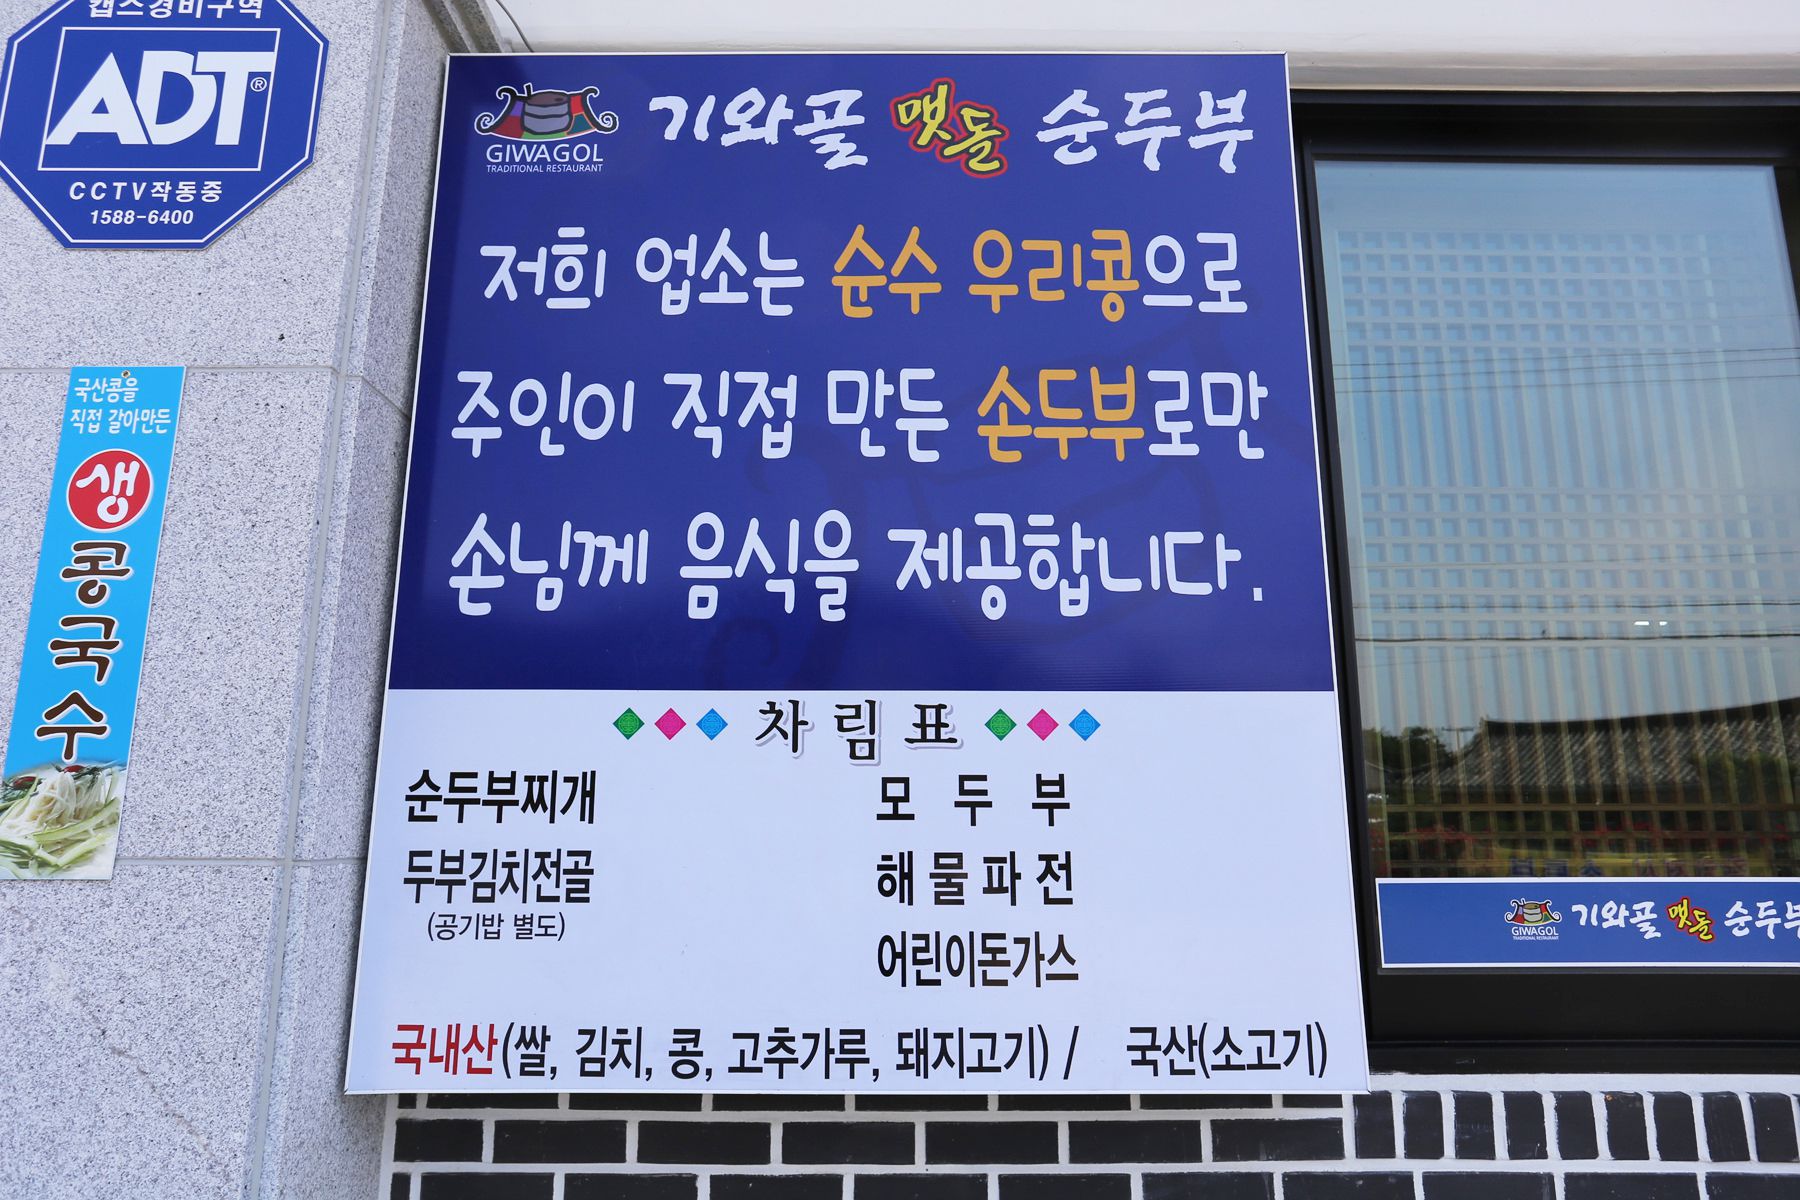 캡스경비구역
ADT®
CCTV작동중
1588-6400
국산콩을
직접 갈아만든
생
콩
국
수
GIWAGOL
TRADITIONAL RESTAURANT
기와골 맷돌 순두부
저희 업소는 순수 우리콩으로
주인이 직접 만든 손두부로만
손님께 음식을 제공합니다.
차림표
순두부찌개
두부김치전골
(공기밥 별도)
모두부
해물파전
어린이돈가스
국내산(쌀, 김치, 콩, 고추가루, 돼지고기) / 국산(소고기)
GIWAGOL
TRADITIONAL RESTAURANT
기와골 맷돌 순두부